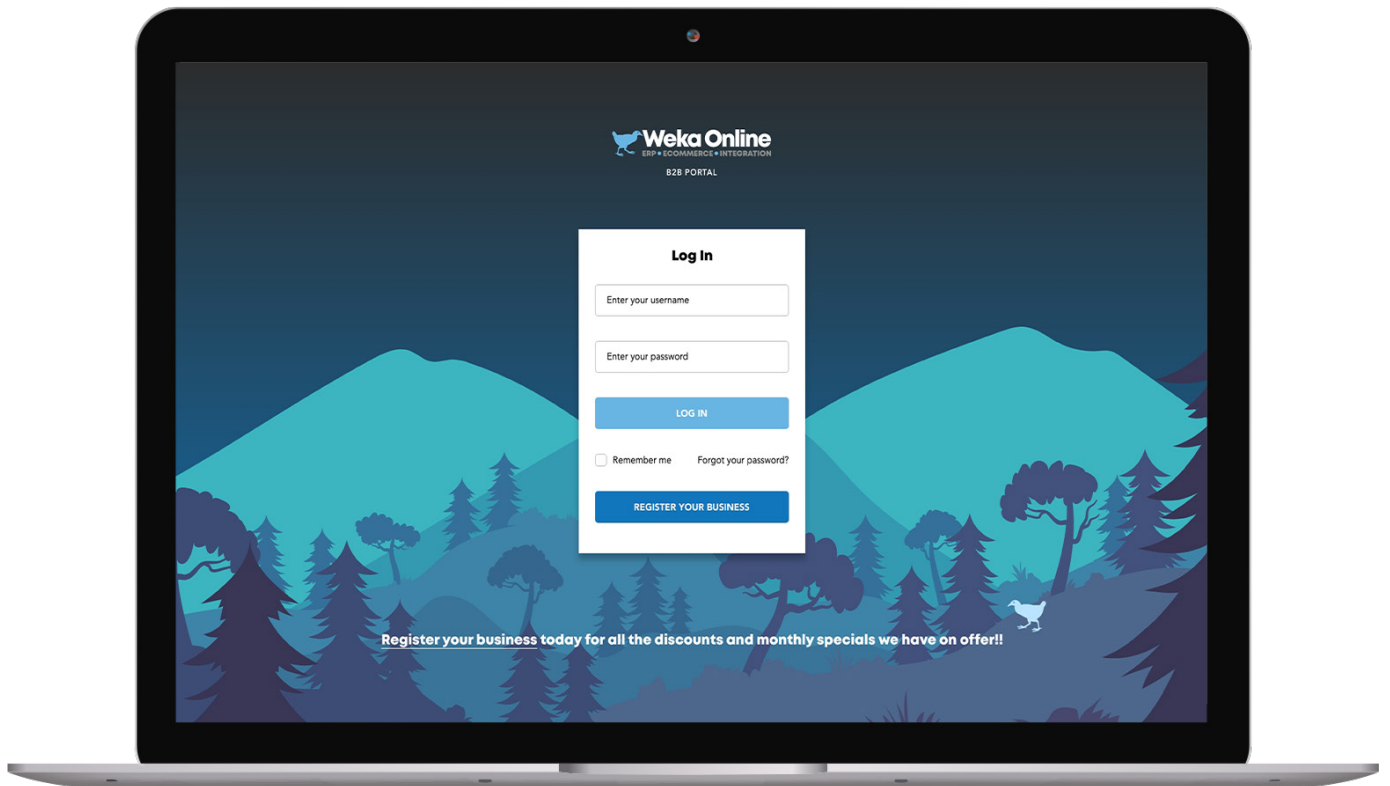 Weka Online
ERP • ECOMMERCE • INTEGRATION
B2B PORTAL
Log In
Enter your username
Enter your password
LOG IN
Remember me Forgot your password?
REGISTER YOUR BUSINESS
Register your business today for all the discounts and monthly specials we have on offer!!